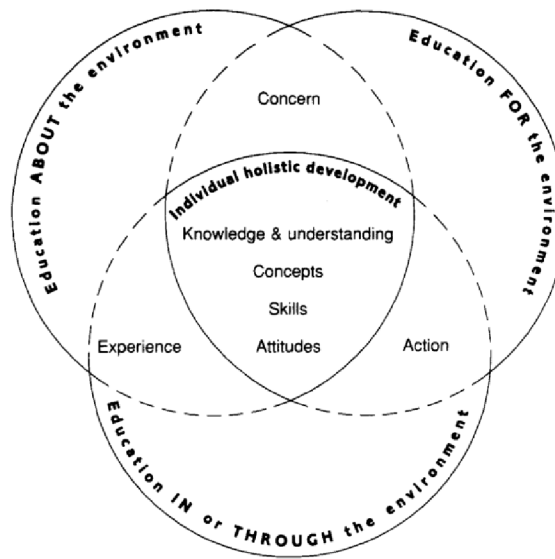 Education ABOUT the environment
Education FOR the environment
Concern
Individual holistic development
Knowledge & understanding
Concepts
Skills
Experience
Attitudes
Action
Education IN or THROUGH the environment